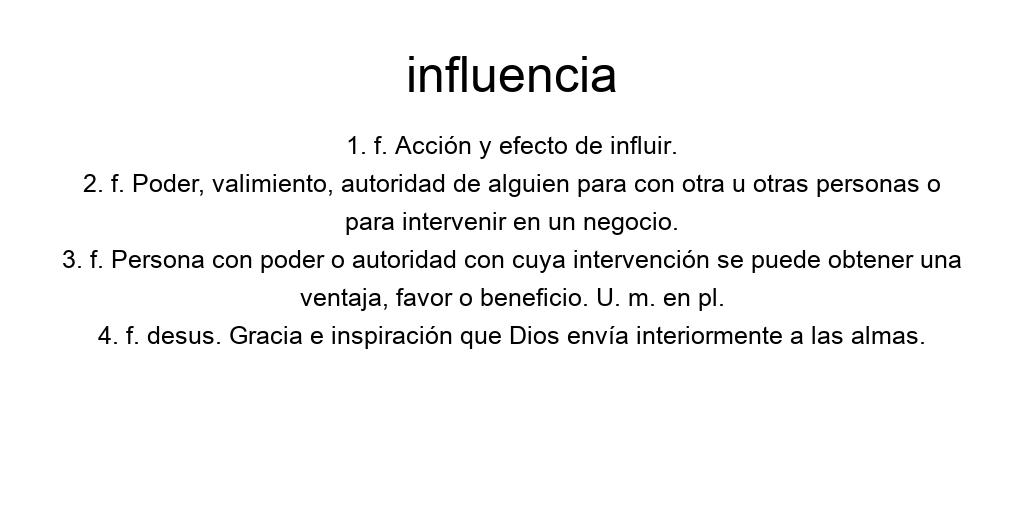 influencia
1. f. Acción y efecto de influir.
2. f. Poder, valimiento, autoridad de alguien para con otra u otras personas o
para intervenir en un negocio.
3. f. Persona con poder o autoridad con cuya intervención se puede obtener una
ventaja, favor o beneficio. U. m. en pl.
4. f. desus. Gracia e inspiración que Dios envía interiormente a las almas.